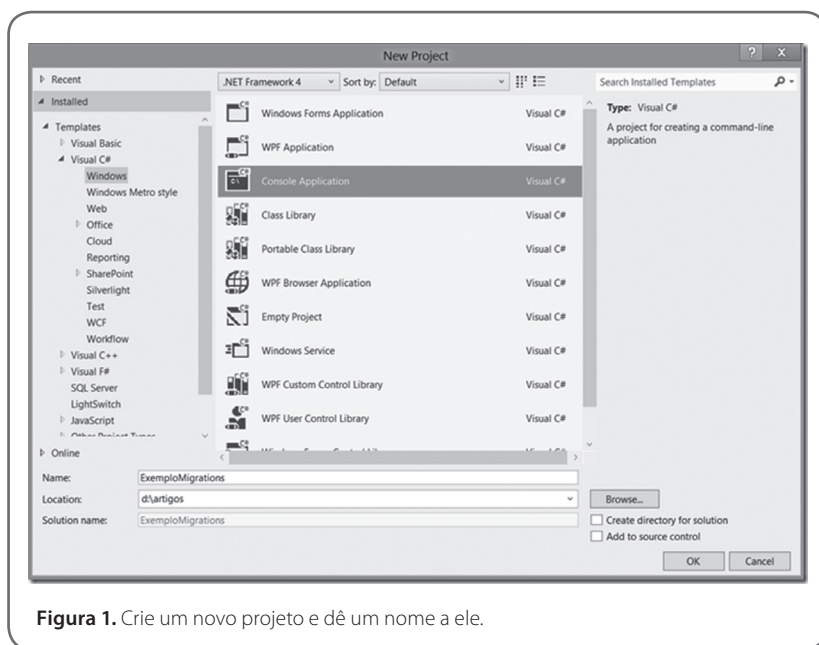 New Project
? x
Recent
.NET Framework 4 Sort by: Default
Search Installed Templates
Installed
Templates
Visual Basic
Visual C#
Windows
Windows Metro style
Web
Office
Cloud
Reporting
SharePoint
Silverlight
Test
WCF
Workflow
Visual C++
Visual F#
SQL Server
LightSwitch
JavaScript
Other Project Types
Online
Windows Forms Application Visual C#
WPF Application Visual C#
Console Application Visual C#
Class Library Visual C#
Portable Class Library Visual C#
WPF Browser Application Visual C#
Empty Project Visual C#
Windows Service Visual C#
WPF Custom Control Library Visual C#
WPF User Control Library Visual C#
Type: Visual C#
A project for creating a command-line
application
Name: ExemploMigrations
Location: d:\artigos
Browse...
Solution name: ExemploMigrations
Create directory for solution
Add to source control
OK Cancel
Figura 1. Crie um novo projeto e dê um nome a ele.